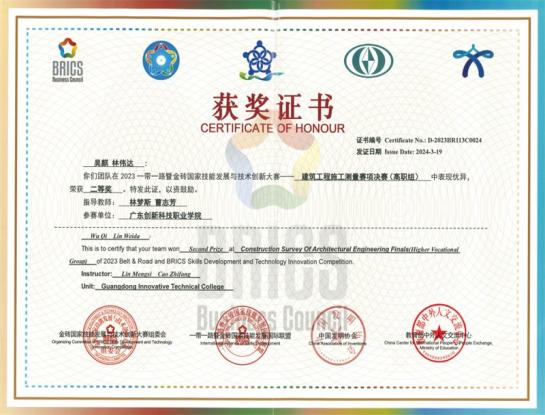 BRICS
Business Council
获奖证书
CERTIFICATE OF HONOUR
证书编号 Certificate No.: D-2023BR113C0024
发证日期 Issue Date: 2024-3-19
吴麒 林伟达 :
你们团队在 2023 一带一路暨金砖国家技能发展与技术创新大赛—— 建筑工程施工测量赛项决赛(高职组) 中表现优异,
荣获 二等奖 。特发此证,以资鼓励。
指导教师: 林梦斯 曹志芳
参赛单位: 广东创新科技职业学院
Wu Qi Lin Weida :
This is to certify that your team won Second Prize at Construction Survey Of Architectural Engineering Finals(Higher Vocational
Group) of 2023 Belt & Road and BRICS Skills Development and Technology Innovation Competition.
Instructor: Lin Mengsi Cao Zhifang
Unit: Guangdong Innovative Technical College
BRICS
Business Council
金砖国家技能发展与技术创新大赛组委会
一带一路暨金砖国家技能发展国际联盟
中国发明协会
教育部中外人文交流中心
China Association of Inventions
China Center for International People-to-People Exchange,
Ministry of Education